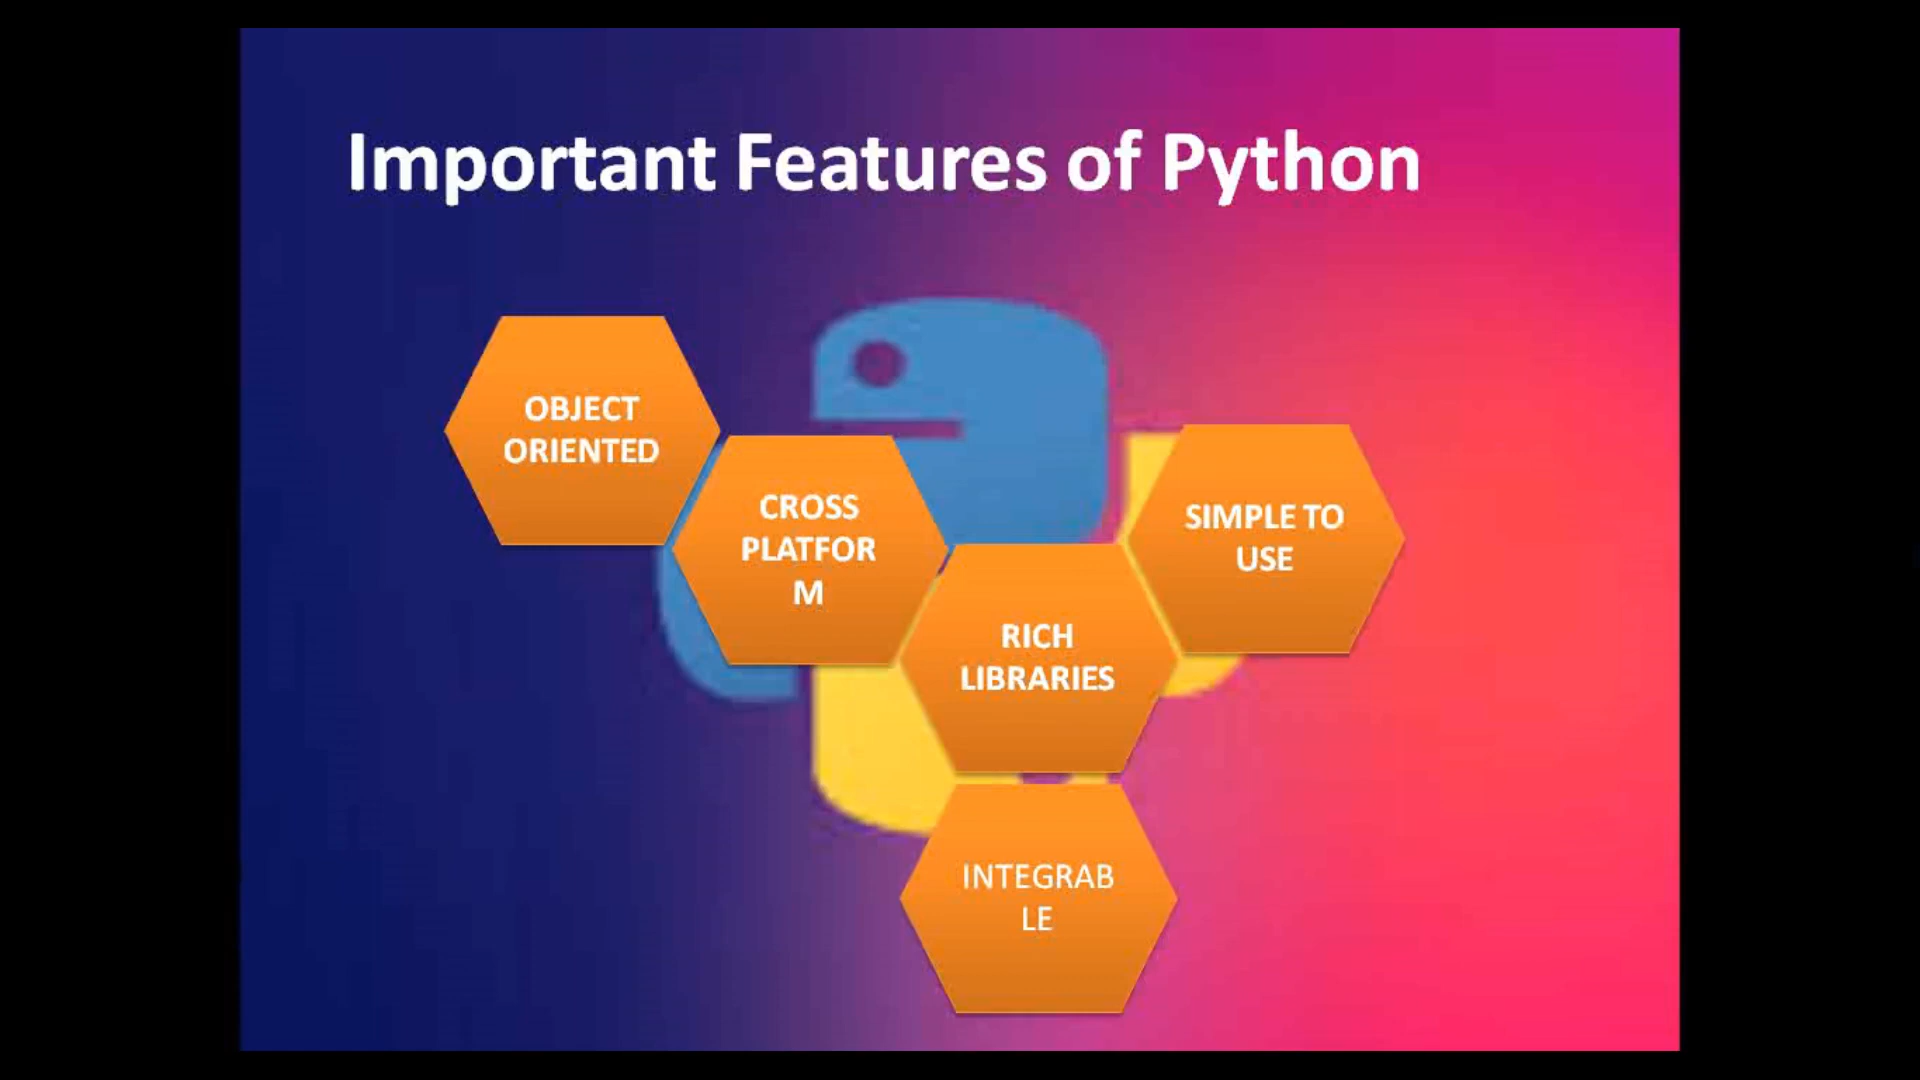 Important Features of Python
OBJECT
ORIENTED
CROSS
PLATFOR
M
RICH
LIBRARIES
SIMPLE TO
USE
INTEGRAB
LE